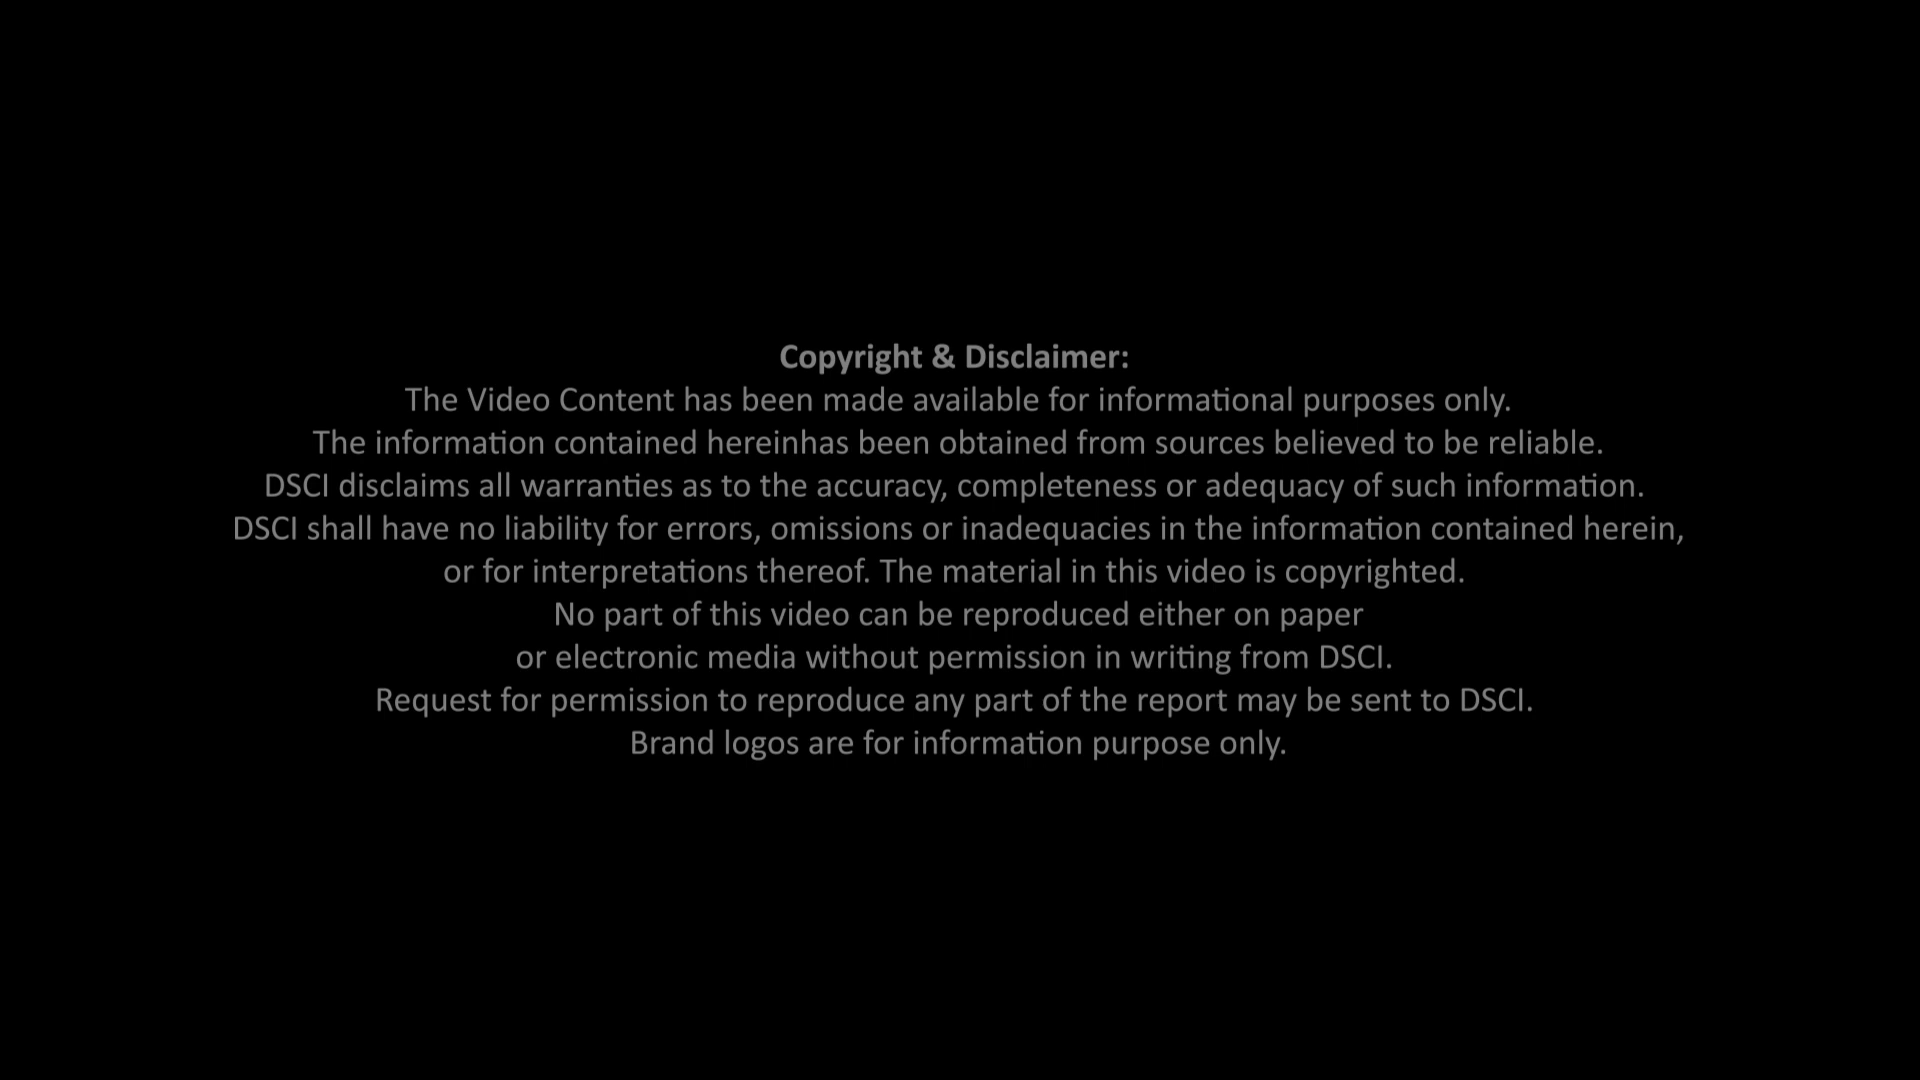 Copyright & Disclaimer:
The Video Content has been made available for informational purposes only.
The information contained hereinhas been obtained from sources believed to be reliable.
DSCI disclaims all warranties as to the accuracy, completeness or adequacy of such information.
DSCI shall have no liability for errors, omissions or inadequacies in the information contained herein,
or for interpretations thereof. The material in this video is copyrighted.
No part of this video can be reproduced either on paper
or electronic media without permission in writing from DSCI.
Request for permission to reproduce any part of the report may be sent to DSCI.
Brand logos are for information purpose only.